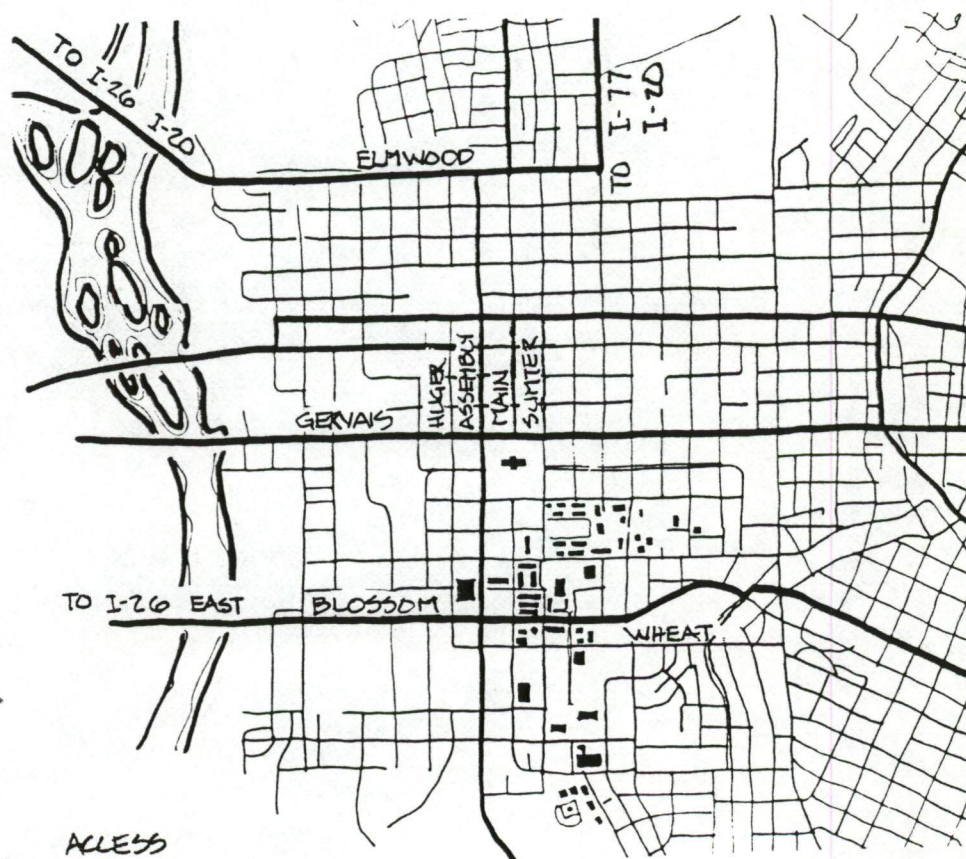 TO I-26
I-20
ELMWOOD
TO I-77
I-20
HUGER
ASSEMBLY
MAIN
SUMTER
GERVAIS
TO I-26 EAST
BLOSSOM
WHEAT
ACCESS